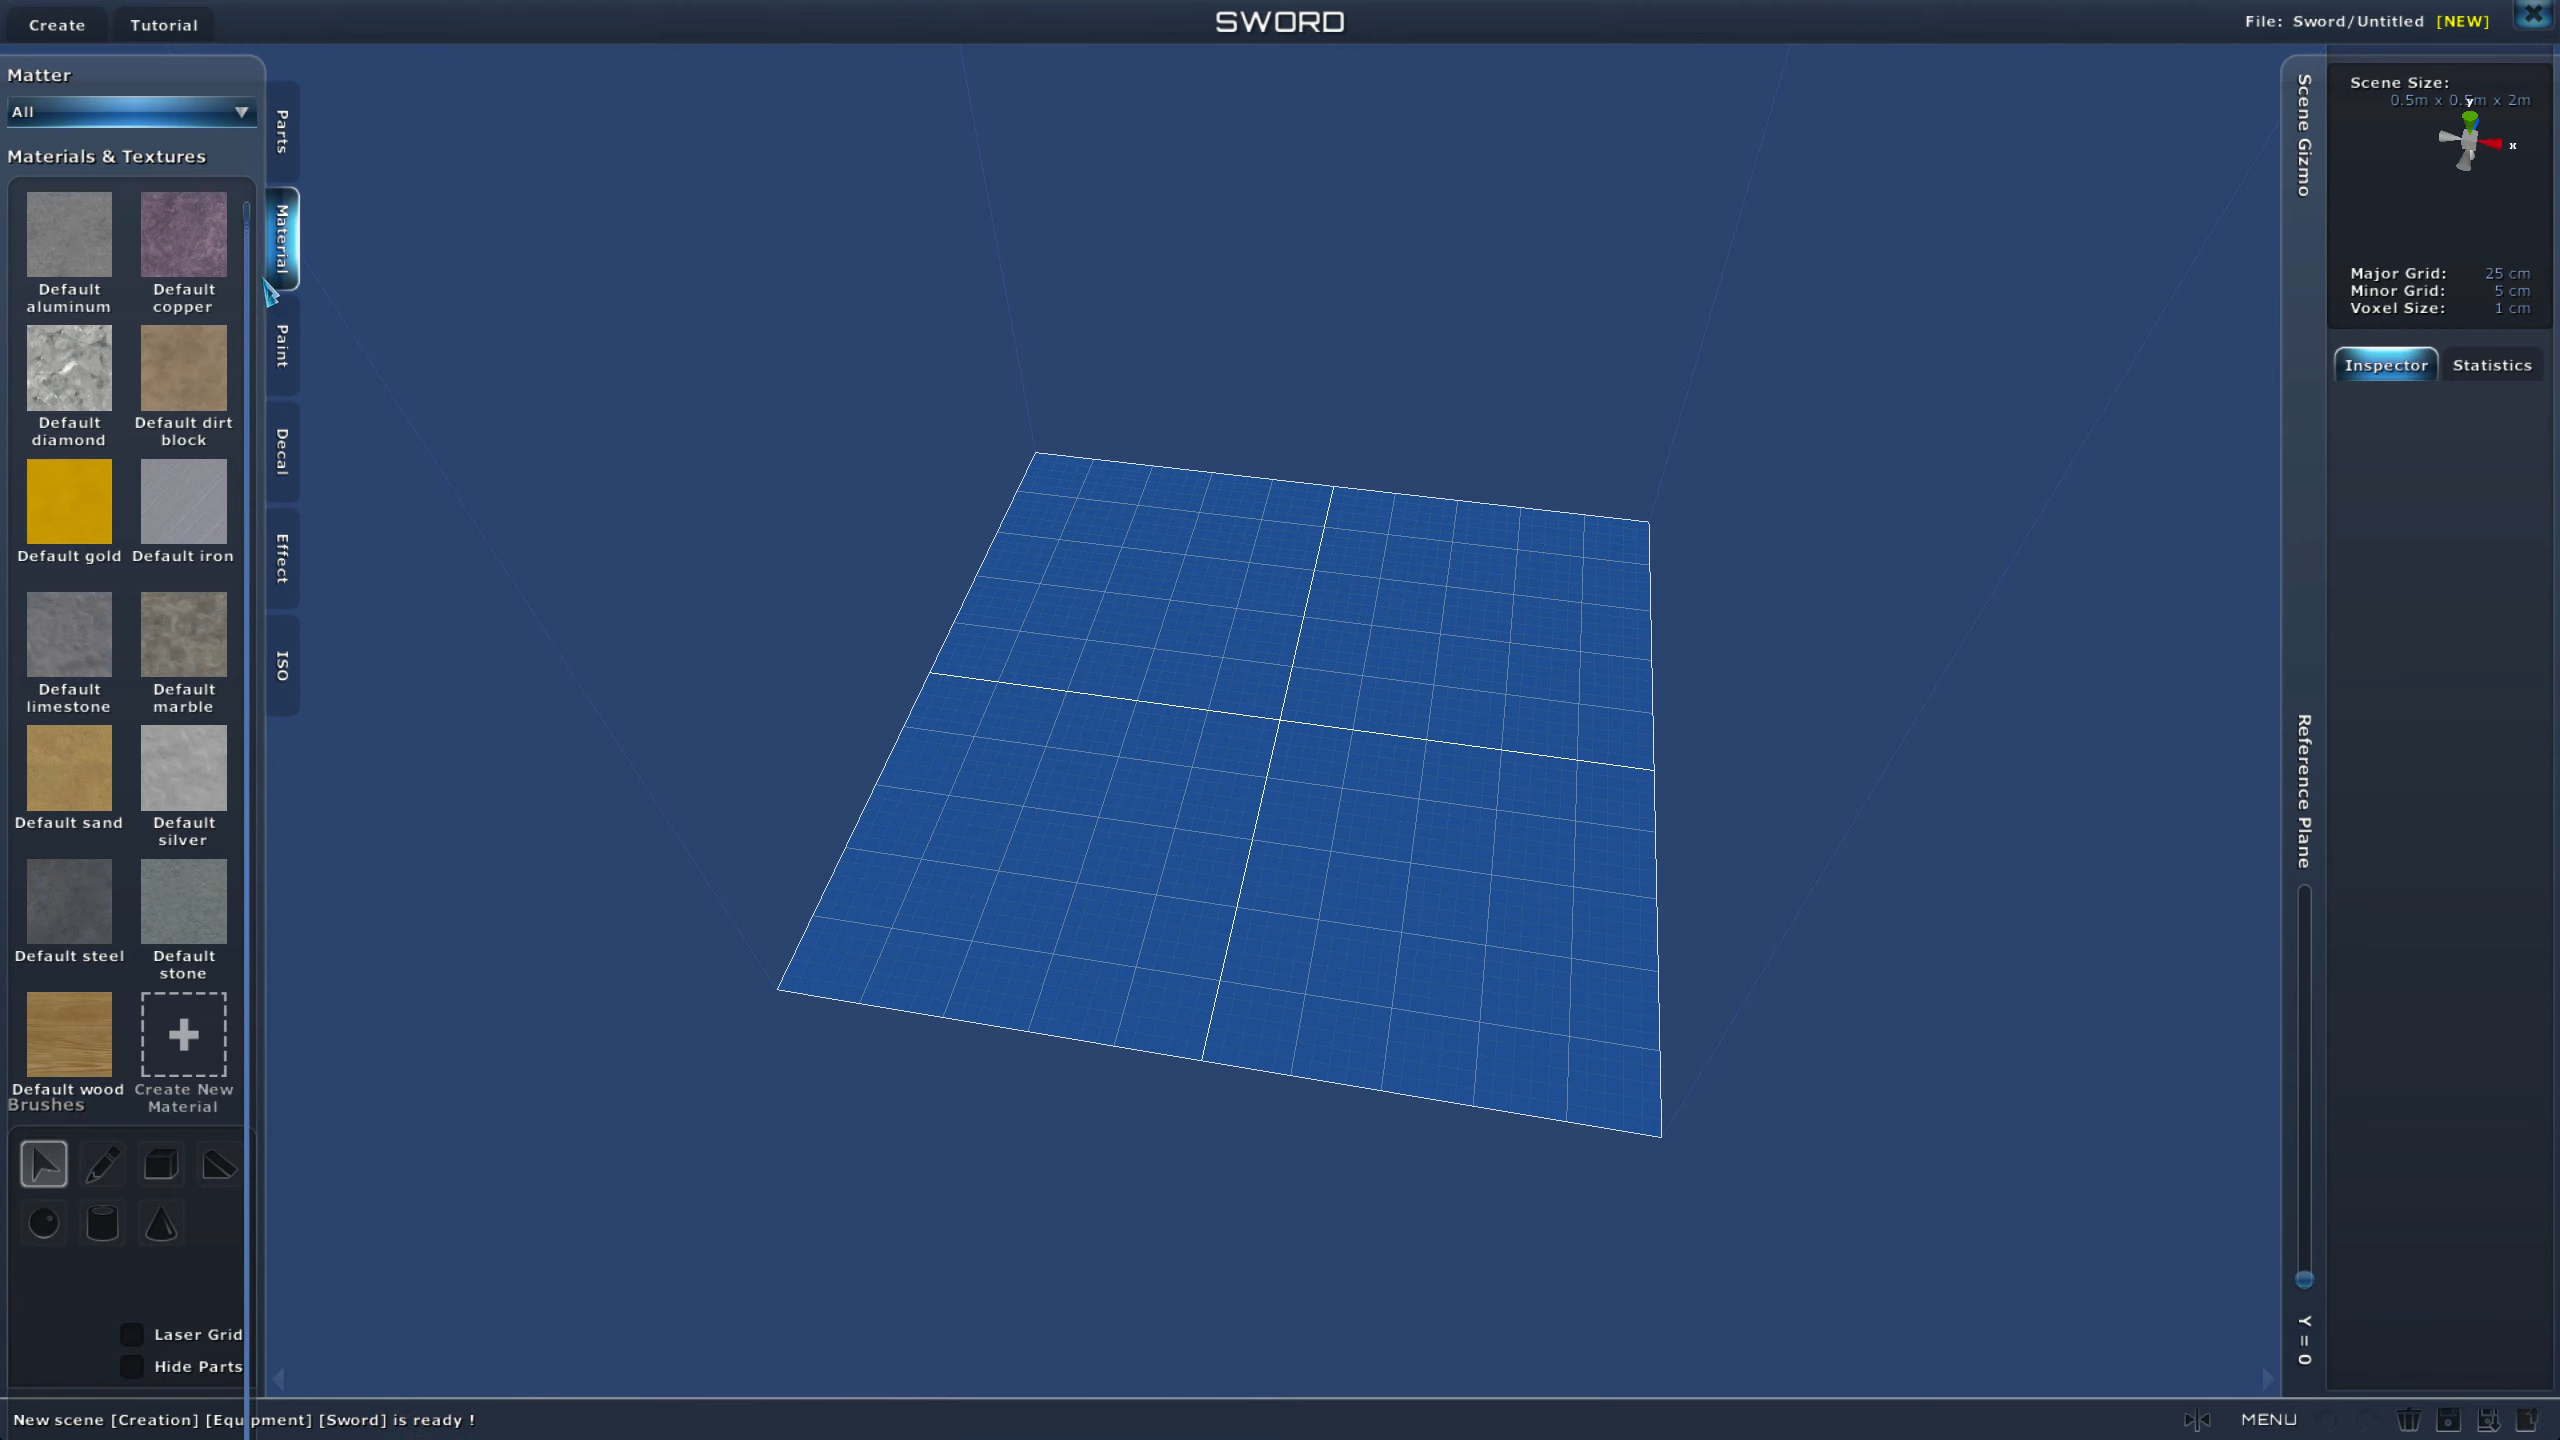 Create
Tutorial
SWORD
File: Sword/Untitled [NEW]
Matter
All
Materials & Textures
Default aluminum
Default copper
Default diamond
Default dirt block
Default gold
Default iron
Default limestone
Default marble
Default sand
Default silver
Default steel
Default stone
Default wood
Create New Material
Brushes
Laser Grid
Hide Parts
Parts
Material
Paint
Decal
Effect
ISO
Scene Gizmo
Reference Plane
Y = 0
Scene Size:
0.5m x 0.5m x 2m
y
x
Major Grid: 25 cm
Minor Grid: 5 cm
Voxel Size: 1 cm
Inspector
Statistics
New scene [Creation] [Equipment] [Sword] is ready !
MENU